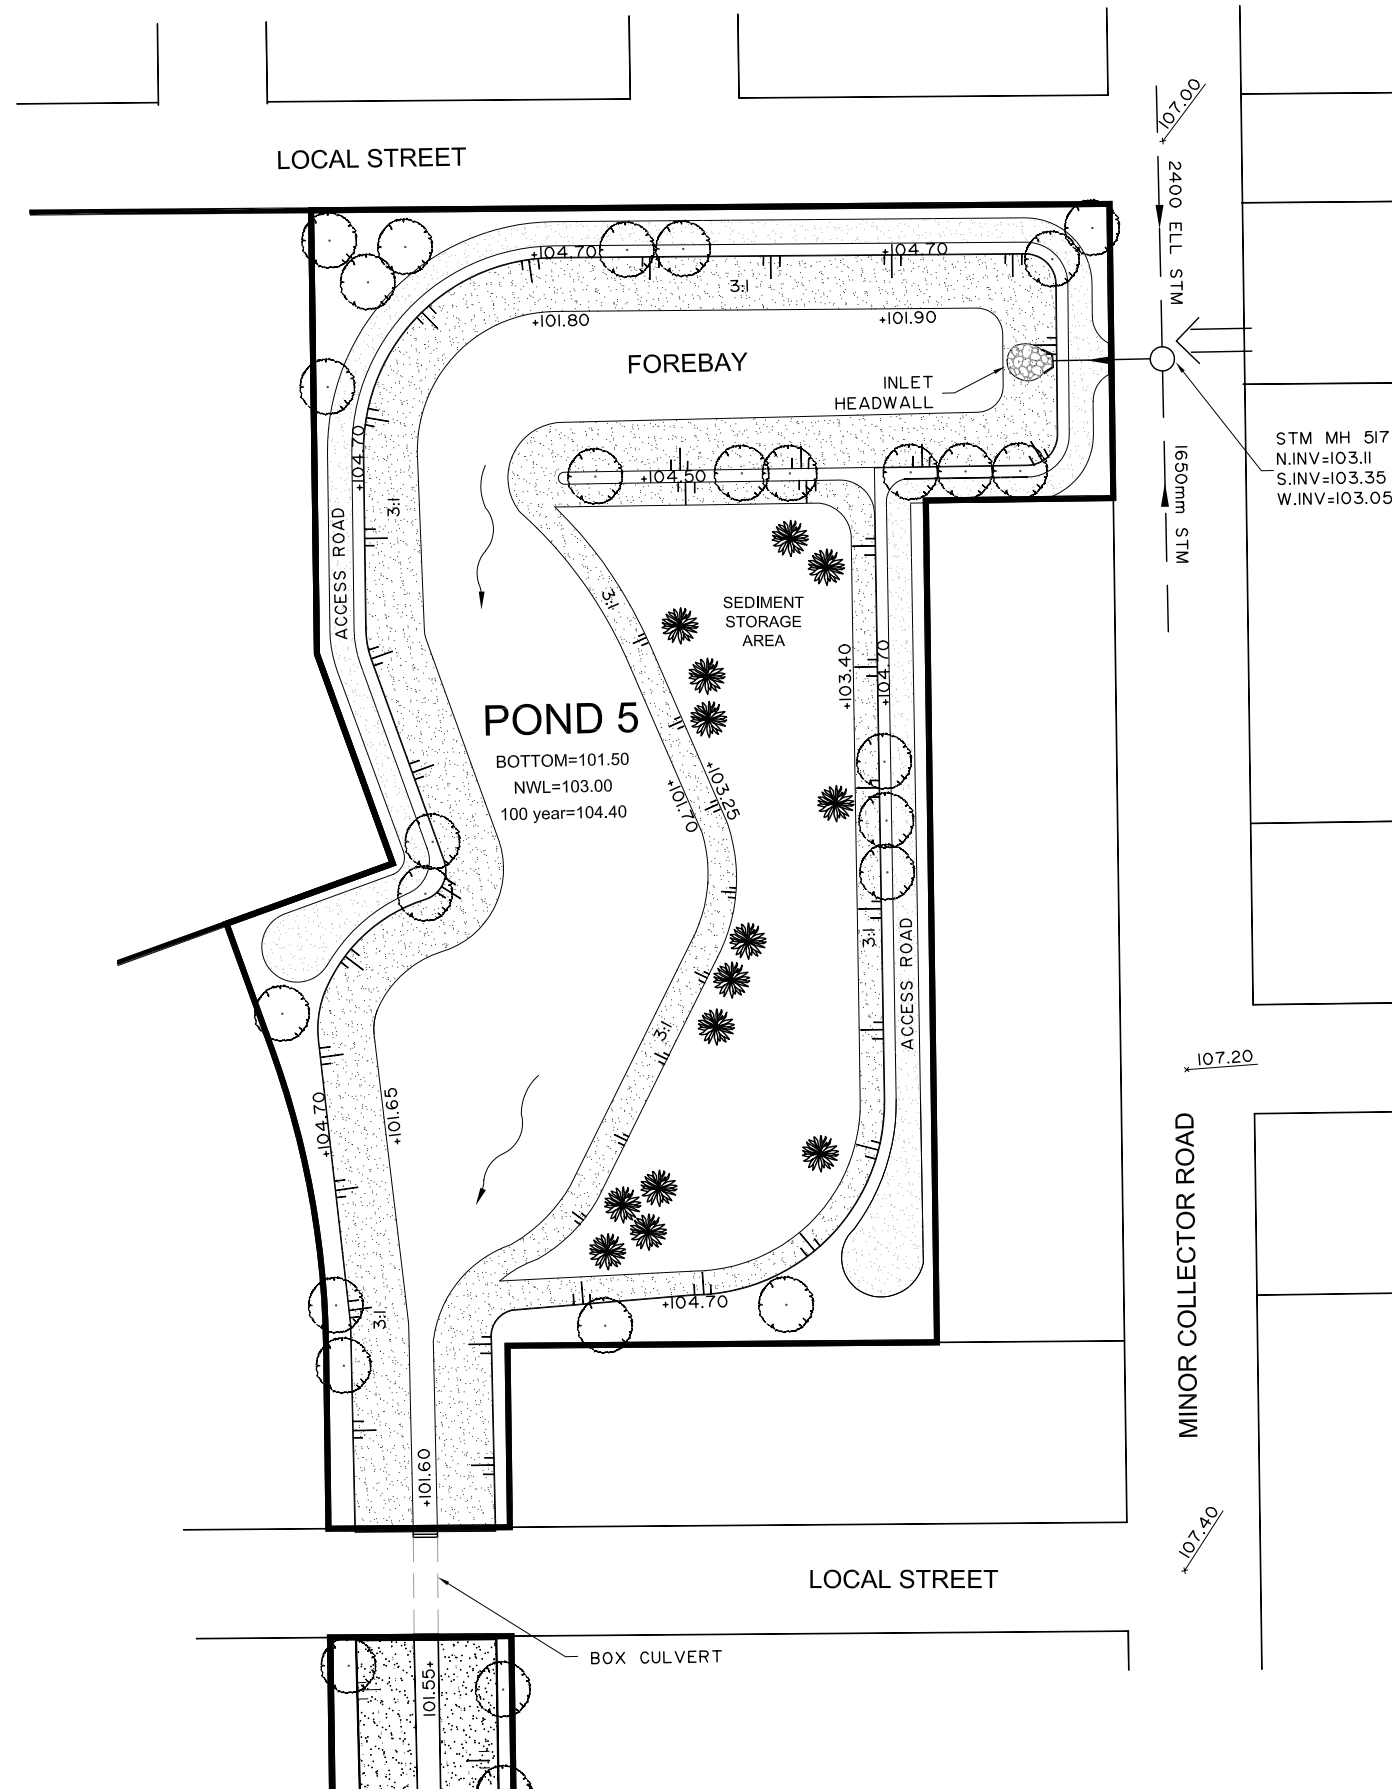 107.00
LOCAL STREET
2400 ELL STM
+104.70
+104.70
3:1
+101.80
+101.90
FOREBAY
INLET
HEADWALL
STM MH 517
N.INV=103.11
S.INV=103.35
W.INV=103.05
1650mm STM
+104.70
+104.50
3:1
ACCESS ROAD
3:1
SEDIMENT
STORAGE
AREA
+103.40
+104.70
POND 5
BOTTOM=101.50
NWL=103.00
100 year=104.40
+103.25
+101.70
3:1
ACCESS ROAD
3:1
107.20
+104.70
+101.65
MINOR COLLECTOR ROAD
+104.70
3:1
+101.60
107.40
LOCAL STREET
BOX CULVERT
101.55+